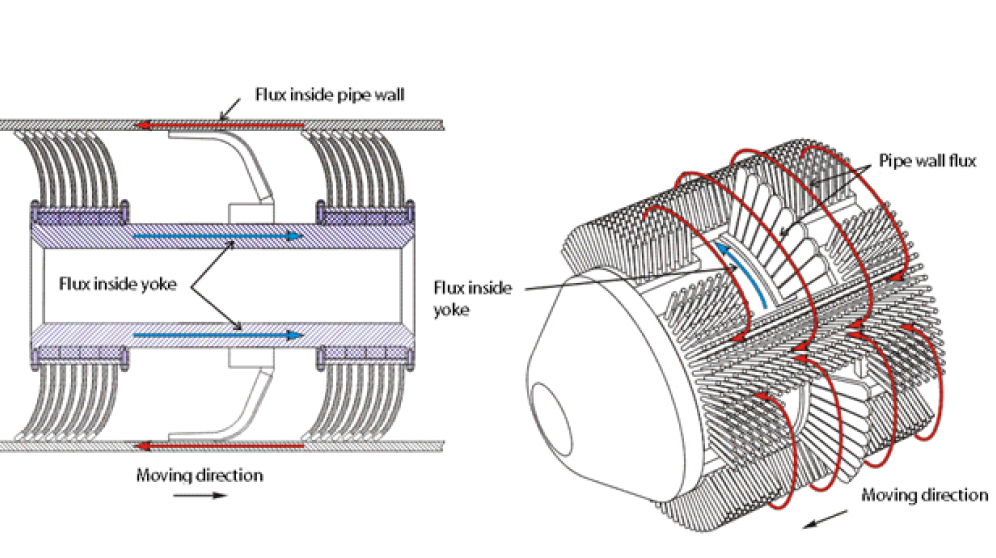 Flux inside pipe wall
Flux inside yoke
Moving direction
Pipe wall flux
Flux inside
yoke
Moving direction